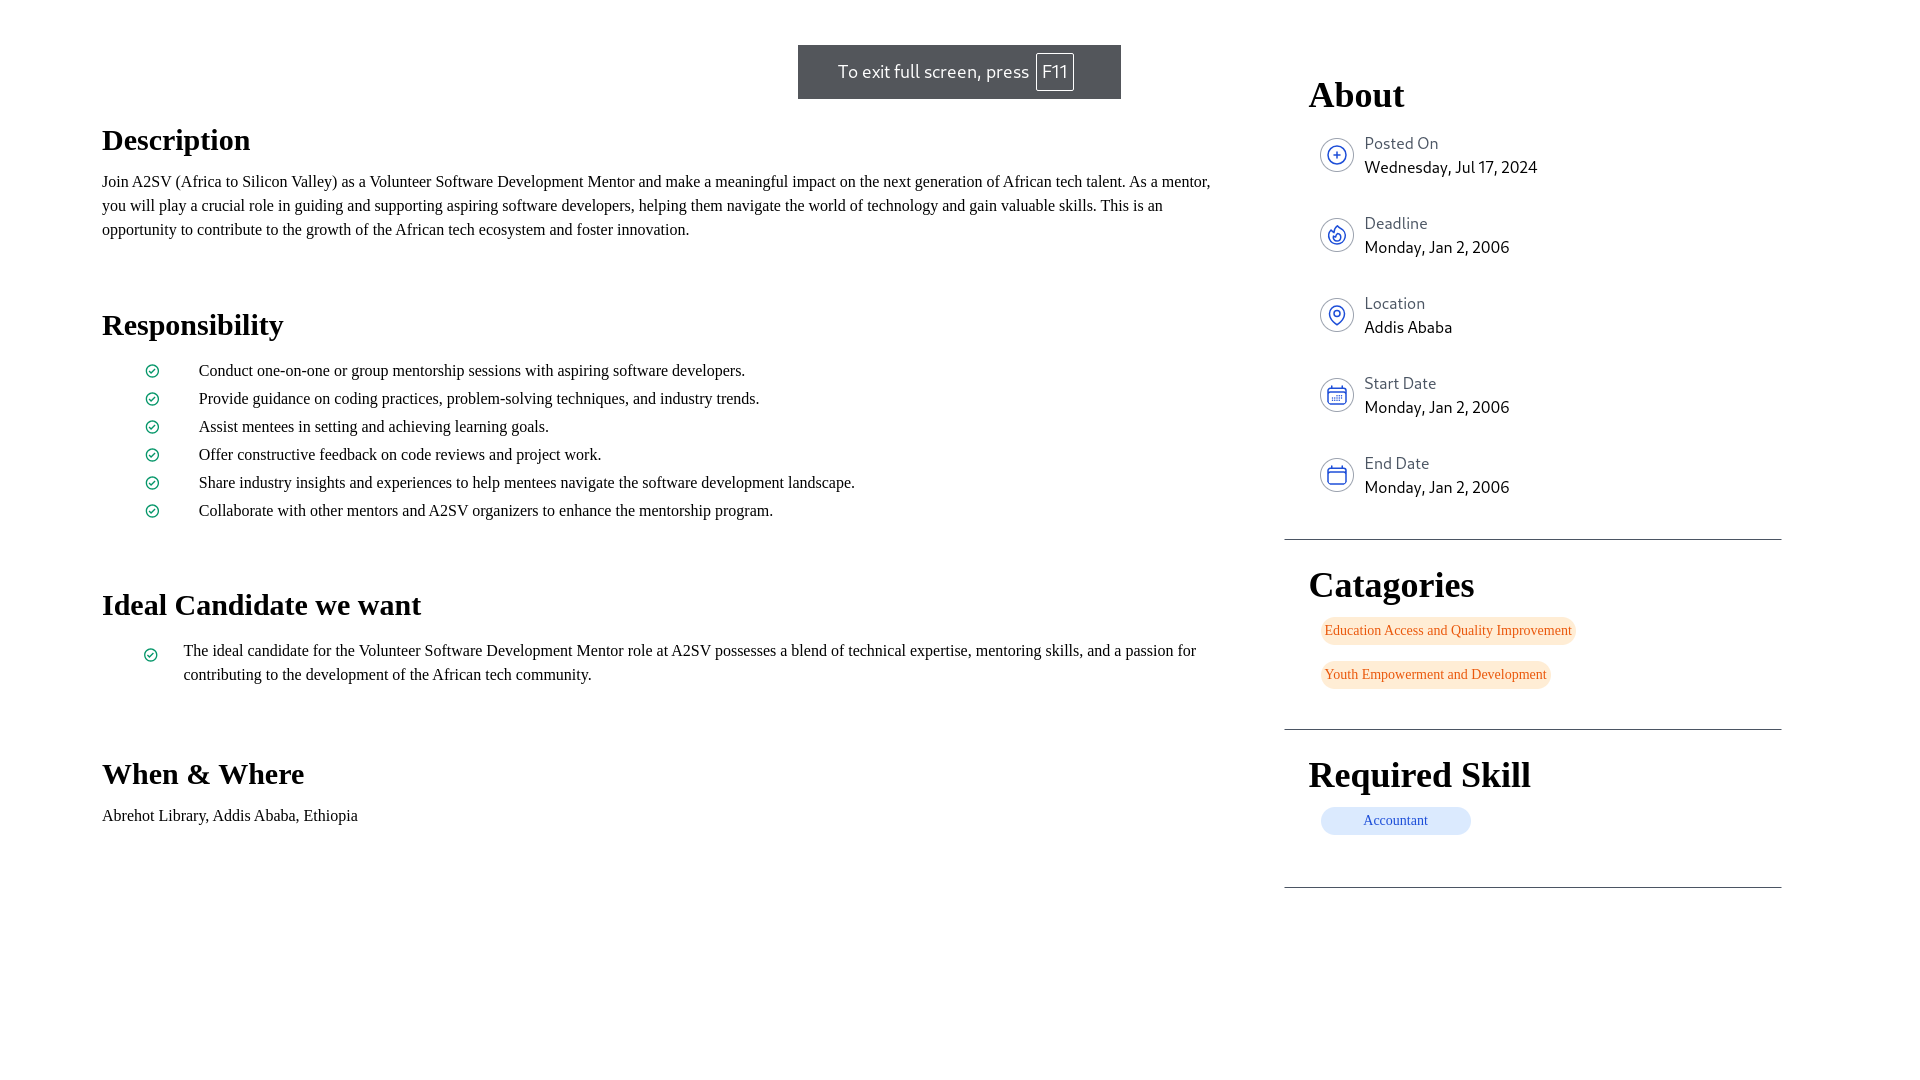 To exit full screen, press F11
Description
Join A2SV (Africa to Silicon Valley) as a Volunteer Software Development Mentor and make a meaningful impact on the next generation of African tech talent. As a mentor,
you will play a crucial role in guiding and supporting aspiring software developers, helping them navigate the world of technology and gain valuable skills. This is an
opportunity to contribute to the growth of the African tech ecosystem and foster innovation.
Responsibility
Conduct one-on-one or group mentorship sessions with aspiring software developers.
Provide guidance on coding practices, problem-solving techniques, and industry trends.
Assist mentees in setting and achieving learning goals.
Offer constructive feedback on code reviews and project work.
Share industry insights and experiences to help mentees navigate the software development landscape.
Collaborate with other mentors and A2SV organizers to enhance the mentorship program.
Ideal Candidate we want
The ideal candidate for the Volunteer Software Development Mentor role at A2SV possesses a blend of technical expertise, mentoring skills, and a passion for
contributing to the development of the African tech community.
When & Where
Abrehot Library, Addis Ababa, Ethiopia
About
Posted On
Wednesday, Jul 17, 2024
Deadline
Monday, Jan 2, 2006
Location
Addis Ababa
Start Date
Monday, Jan 2, 2006
End Date
Monday, Jan 2, 2006
Catagories
Education Access and Quality Improvement
Youth Empowerment and Development
Required Skill
Accountant